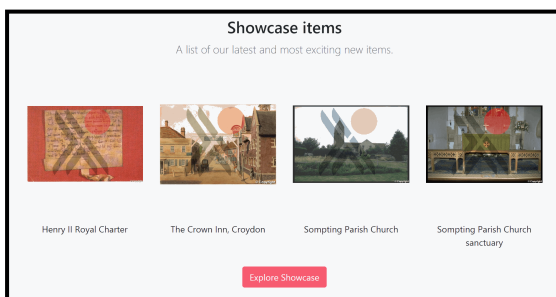 Showcase items
A list of our latest and most exciting new items.
Henry II Royal Charter
The Crown Inn, Croydon
Sompting Parish Church
Sompting Parish Church
sanctuary
Explore Showcase